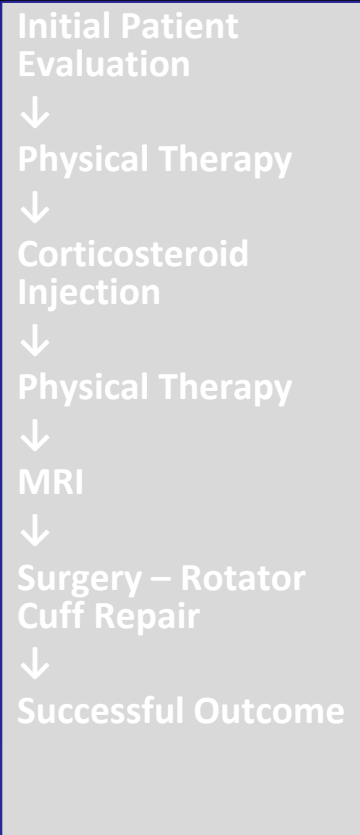 Initial Patient
Evaluation
↓
Physical Therapy
↓
Corticosteroid
Injection
↓
Physical Therapy
↓
MRI
↓
Surgery – Rotator
Cuff Repair
↓
Successful Outcome